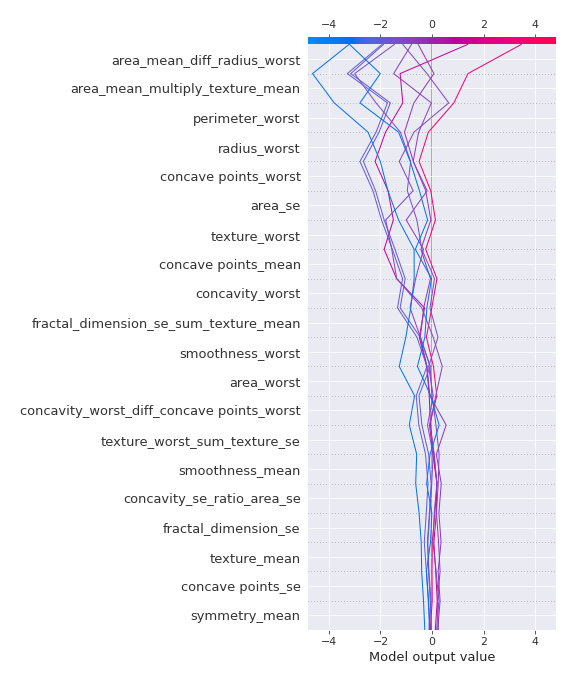 −4 −2 0 2 4
area_mean_diff_radius_worst
area_mean_multiply_texture_mean
perimeter_worst
radius_worst
concave points_worst
area_se
texture_worst
concave points_mean
concavity_worst
fractal_dimension_se_sum_texture_mean
smoothness_worst
area_worst
concavity_worst_diff_concave points_worst
texture_worst_sum_texture_se
smoothness_mean
concavity_se_ratio_area_se
fractal_dimension_se
texture_mean
concave points_se
symmetry_mean
−4 −2 0 2 4
Model output value